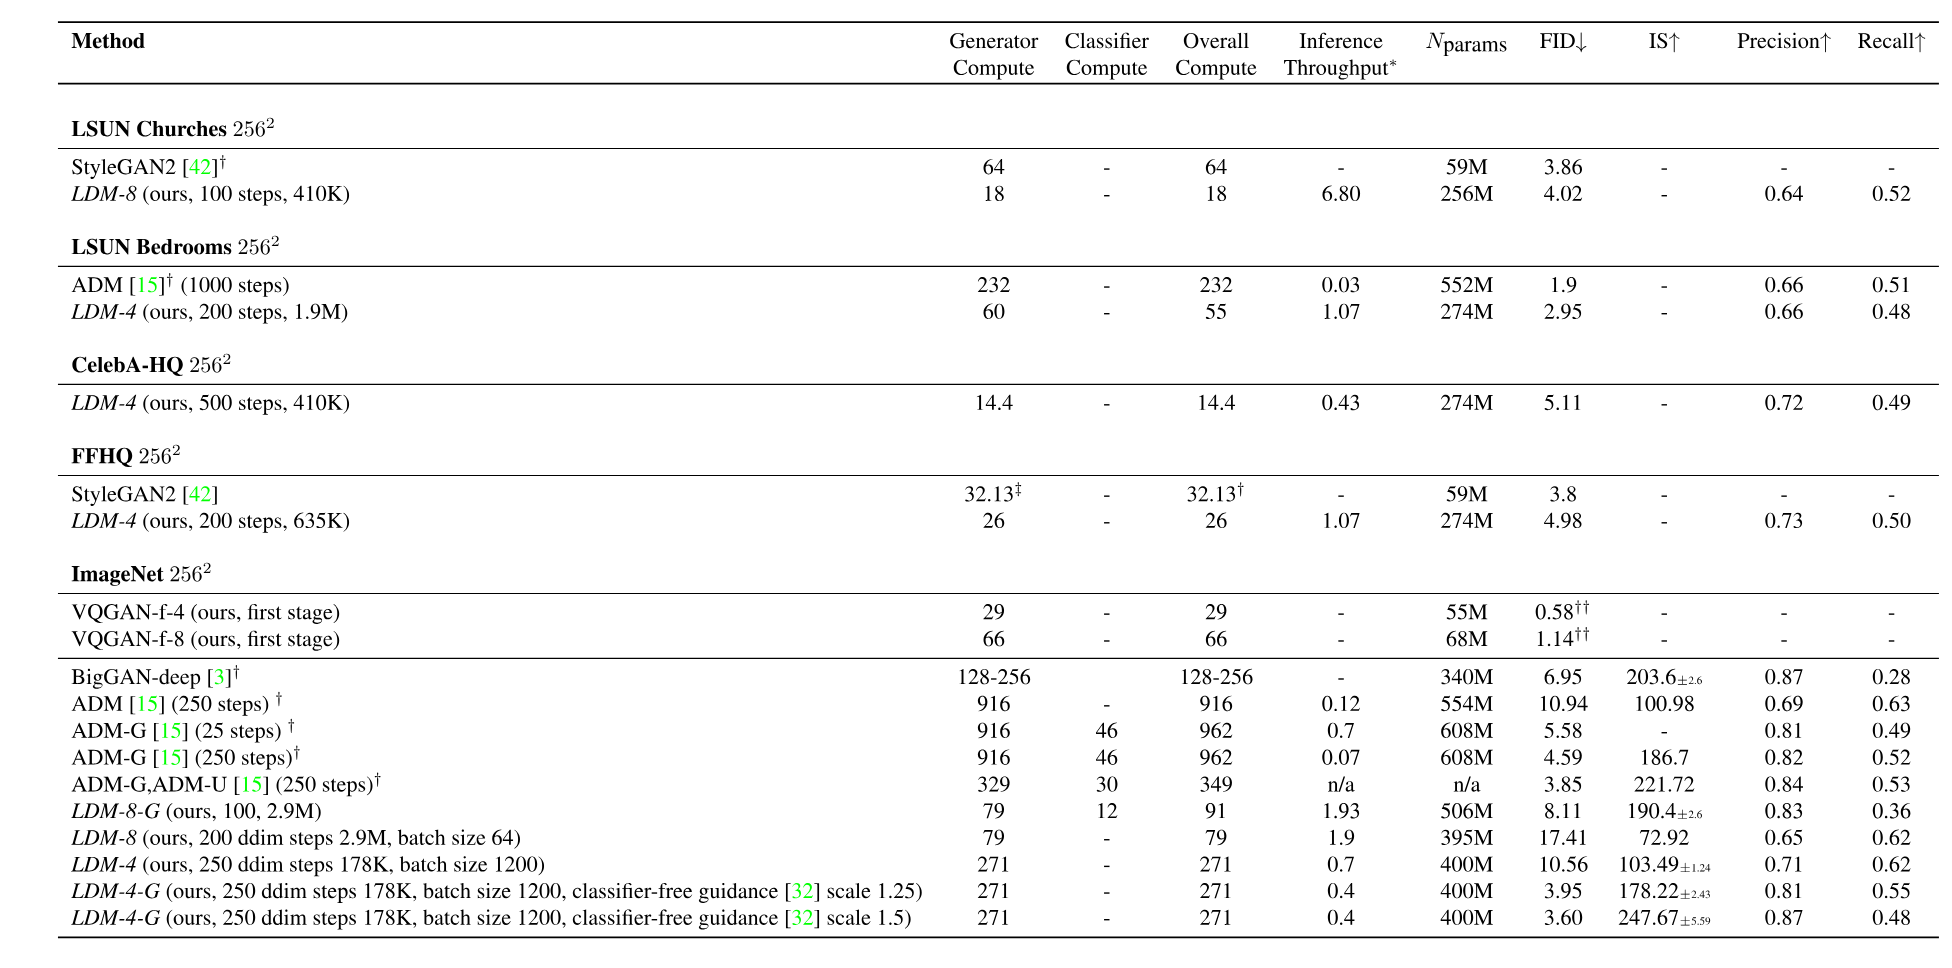 Method Generator Classifier Overall Inference Nparams FID↓ IS↑ Precision↑ Recall↑
Compute Compute Compute Throughput*
LSUN Churches 256²
StyleGAN2 [42]† 64 - 64 - 59M 3.86 - - -
LDM-8 (ours, 100 steps, 410K) 18 - 18 6.80 256M 4.02 - 0.64 0.52
LSUN Bedrooms 256²
ADM [15]† (1000 steps) 232 - 232 0.03 552M 1.9 - 0.66 0.51
LDM-4 (ours, 200 steps, 1.9M) 60 - 55 1.07 274M 2.95 - 0.66 0.48
CelebA-HQ 256²
LDM-4 (ours, 500 steps, 410K) 14.4 - 14.4 0.43 274M 5.11 - 0.72 0.49
FFHQ 256²
StyleGAN2 [42] 32.13‡ - 32.13† - 59M 3.8 - - -
LDM-4 (ours, 200 steps, 635K) 26 - 26 1.07 274M 4.98 - 0.73 0.50
ImageNet 256²
VQGAN-f-4 (ours, first stage) 29 - 29 - 55M 0.58†† - - -
VQGAN-f-8 (ours, first stage) 66 - 66 - 68M 1.14†† - - -
BigGAN-deep [3]† 128-256 128-256 - 340M 6.95 203.6±2.6 0.87 0.28
ADM [15] (250 steps) † 916 - 916 0.12 554M 10.94 100.98 0.69 0.63
ADM-G [15] (25 steps) † 916 46 962 0.7 608M 5.58 - 0.81 0.49
ADM-G [15] (250 steps)† 916 46 962 0.07 608M 4.59 186.7 0.82 0.52
ADM-G,ADM-U [15] (250 steps)† 329 30 349 n/a n/a 3.85 221.72 0.84 0.53
LDM-8-G (ours, 100, 2.9M) 79 12 91 1.93 506M 8.11 190.4±2.6 0.83 0.36
LDM-8 (ours, 200 ddim steps 2.9M, batch size 64) 79 - 79 1.9 395M 17.41 72.92 0.65 0.62
LDM-4 (ours, 250 ddim steps 178K, batch size 1200) 271 - 271 0.7 400M 10.56 103.49±1.24 0.71 0.62
LDM-4-G (ours, 250 ddim steps 178K, batch size 1200, classifier-free guidance [32] scale 1.25) 271 - 271 0.4 400M 3.95 178.22±2.43 0.81 0.55
LDM-4-G (ours, 250 ddim steps 178K, batch size 1200, classifier-free guidance [32] scale 1.5) 271 - 271 0.4 400M 3.60 247.67±5.59 0.87 0.48